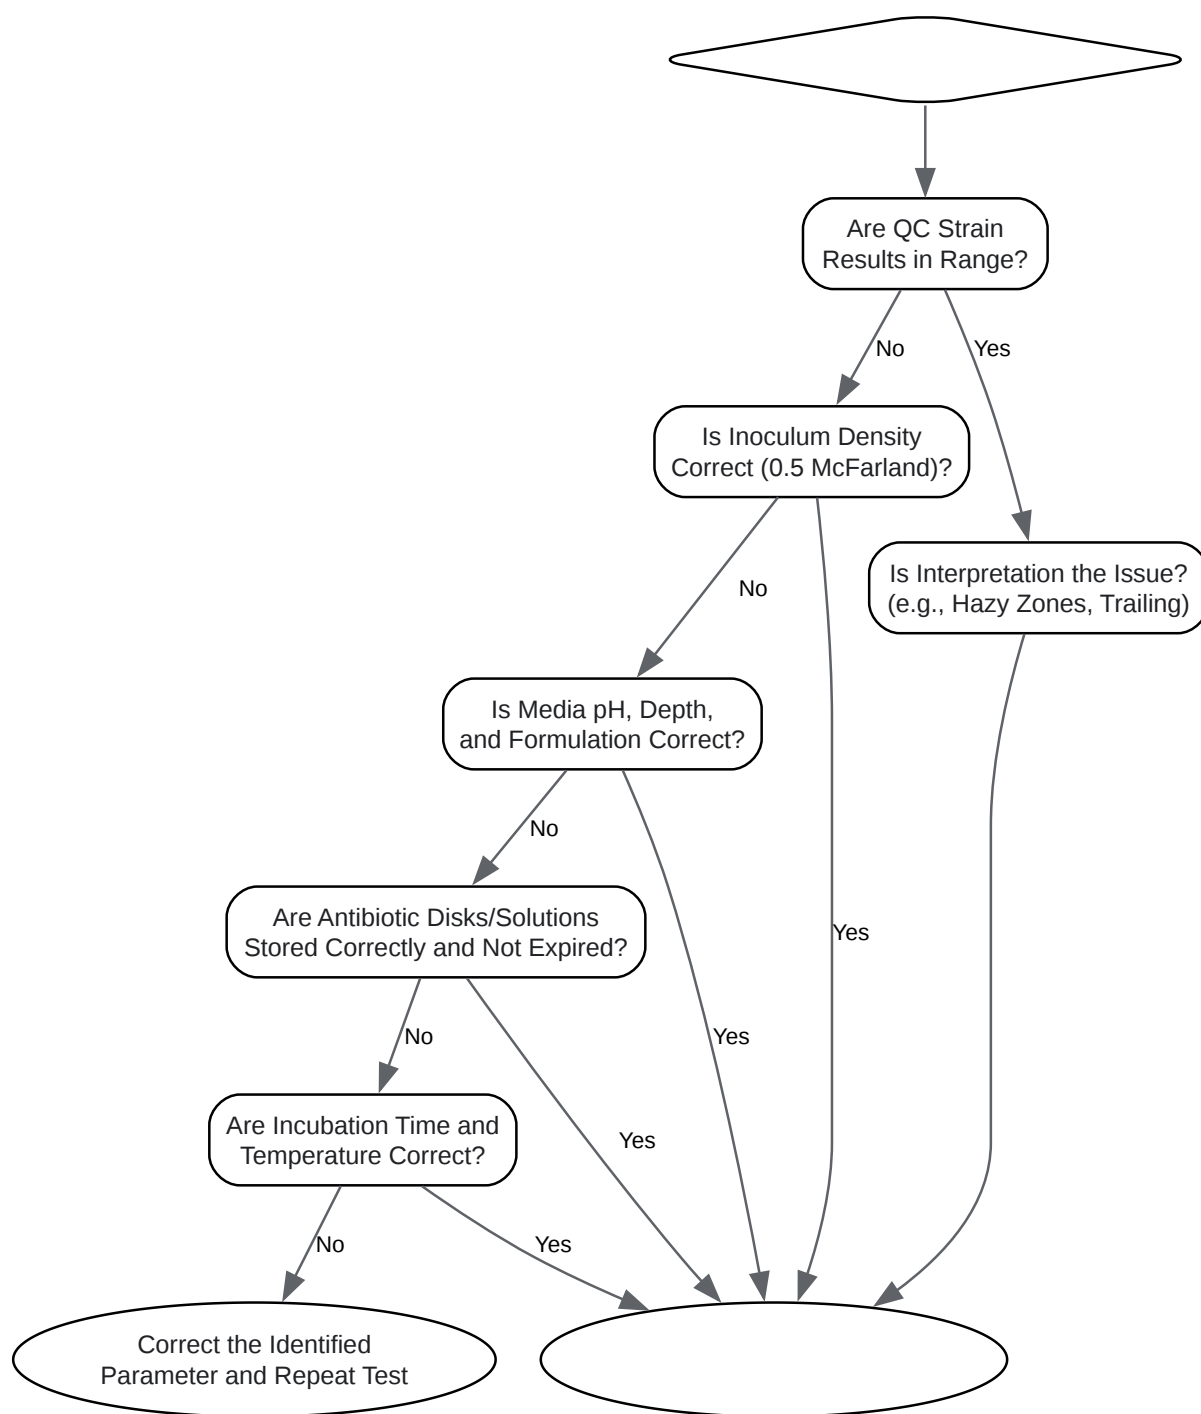 Are QC Strain
Results in Range?
No
Yes
Is Inoculum Density
Correct (0.5 McFarland)?
Is Interpretation the Issue?
(e.g., Hazy Zones, Trailing)
No
Is Media pH, Depth,
and Formulation Correct?
No
Are Antibiotic Disks/Solutions
Stored Correctly and Not Expired?
Yes
No
Yes
Are Incubation Time and
Temperature Correct?
Yes
No
Yes
Correct the Identified
Parameter and Repeat Test